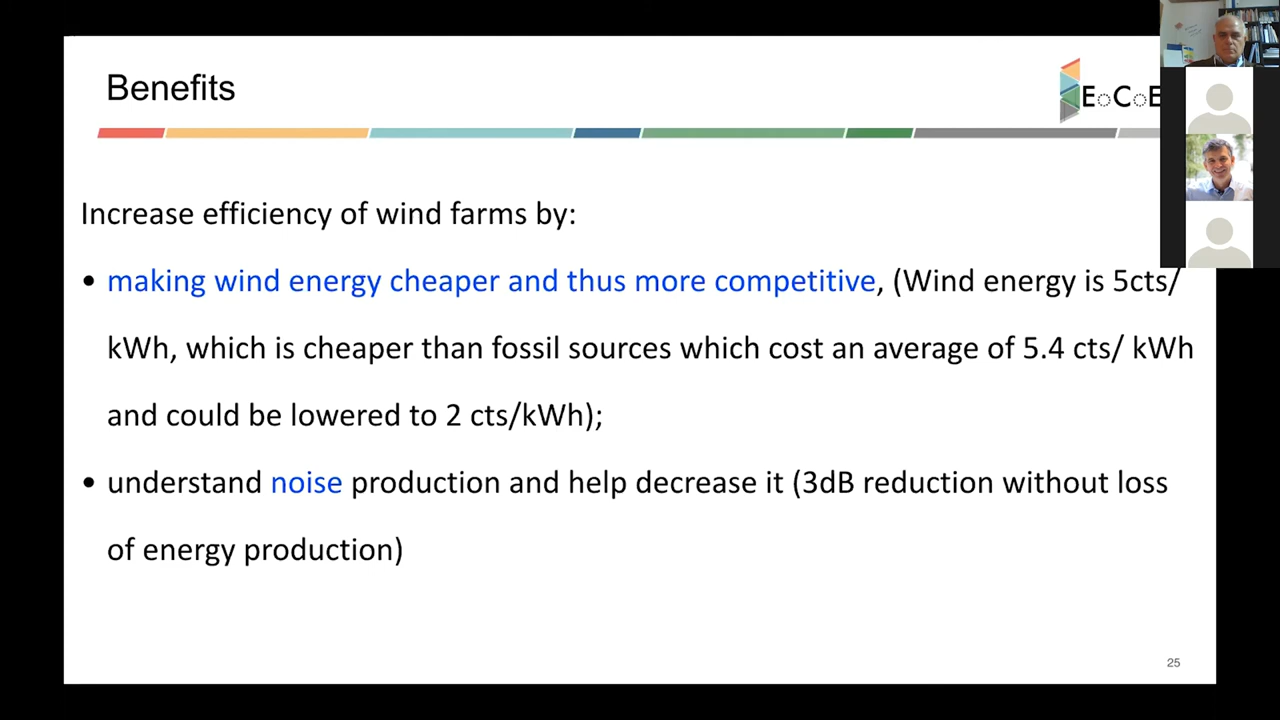 Benefits
EoCoE
Increase efficiency of wind farms by:
• making wind energy cheaper and thus more competitive, (Wind energy is 5cts/
kWh, which is cheaper than fossil sources which cost an average of 5.4 cts/ kWh
and could be lowered to 2 cts/kWh);
• understand noise production and help decrease it (3dB reduction without loss
of energy production)
25